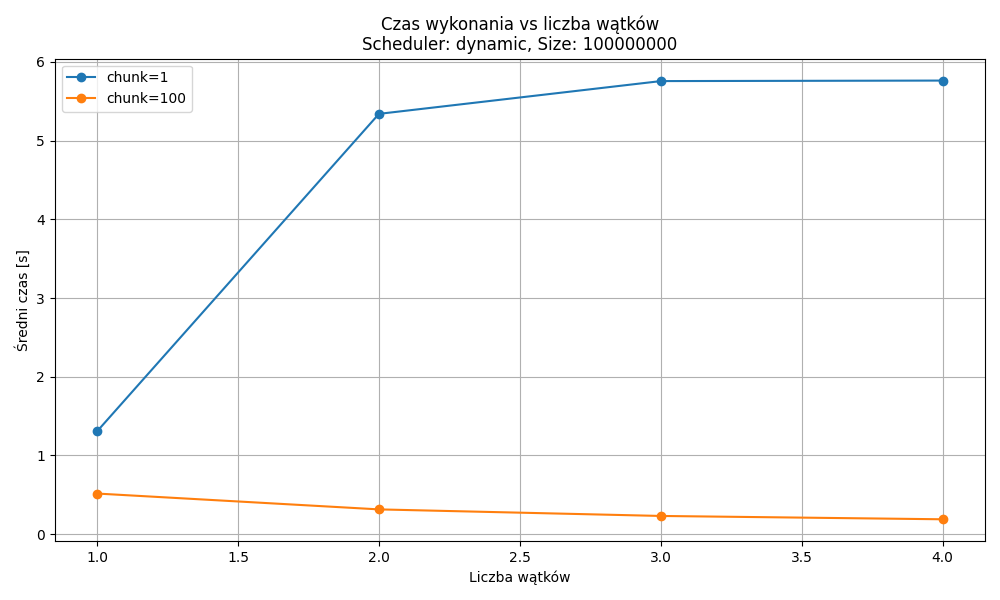 Czas wykonania vs liczba wątków
Scheduler: dynamic, Size: 100000000
chunk=1
chunk=100
Średni czas [s]
6
5
4
3
2
1
0
1.0 1.5 2.0 2.5 3.0 3.5 4.0
Liczba wątków